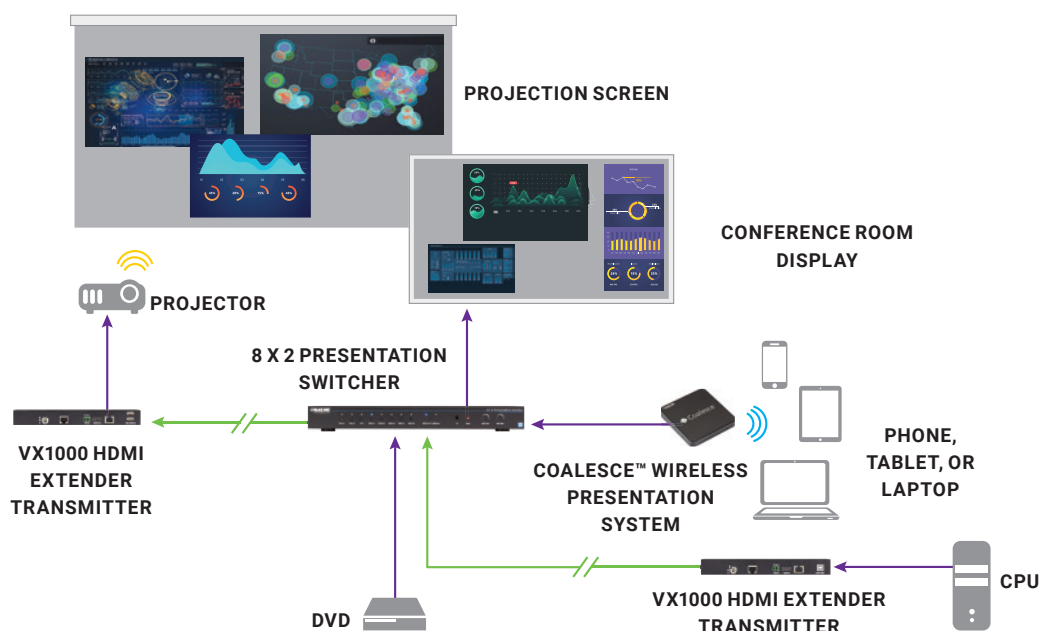 PROJECTION SCREEN
CONFERENCE ROOM
DISPLAY
PROJECTOR
8 X 2 PRESENTATION
SWITCHER
Coalesce
VX1000 HDMI
EXTENDER
TRANSMITTER
COALESCE™ WIRELESS
PRESENTATION
SYSTEM
PHONE,
TABLET, OR
LAPTOP
VX1000 HDMI EXTENDER
TRANSMITTER
CPU
DVD